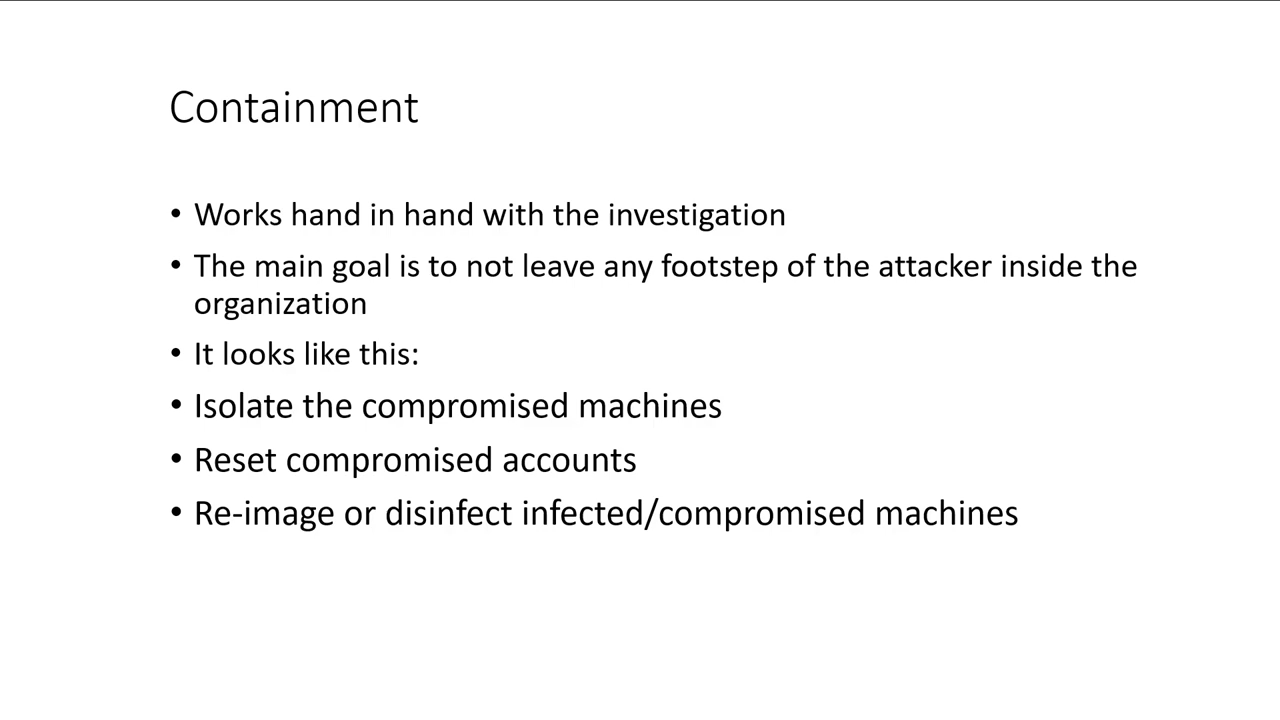 Containment
• Works hand in hand with the investigation
• The main goal is to not leave any footstep of the attacker inside the
organization
• It looks like this:
• Isolate the compromised machines
• Reset compromised accounts
• Re-image or disinfect infected/compromised machines